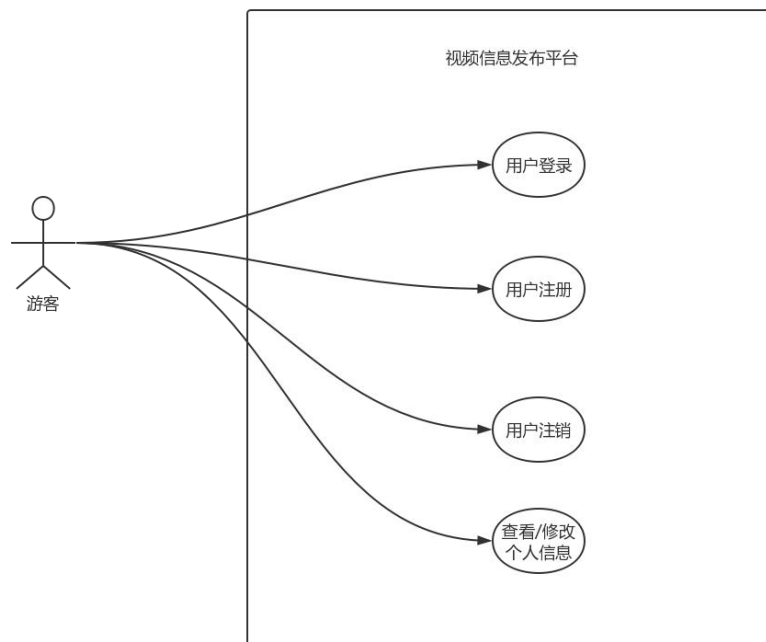 视频信息发布平台
用户登录
游客
用户注册
用户注销
查看/修改
个人信息